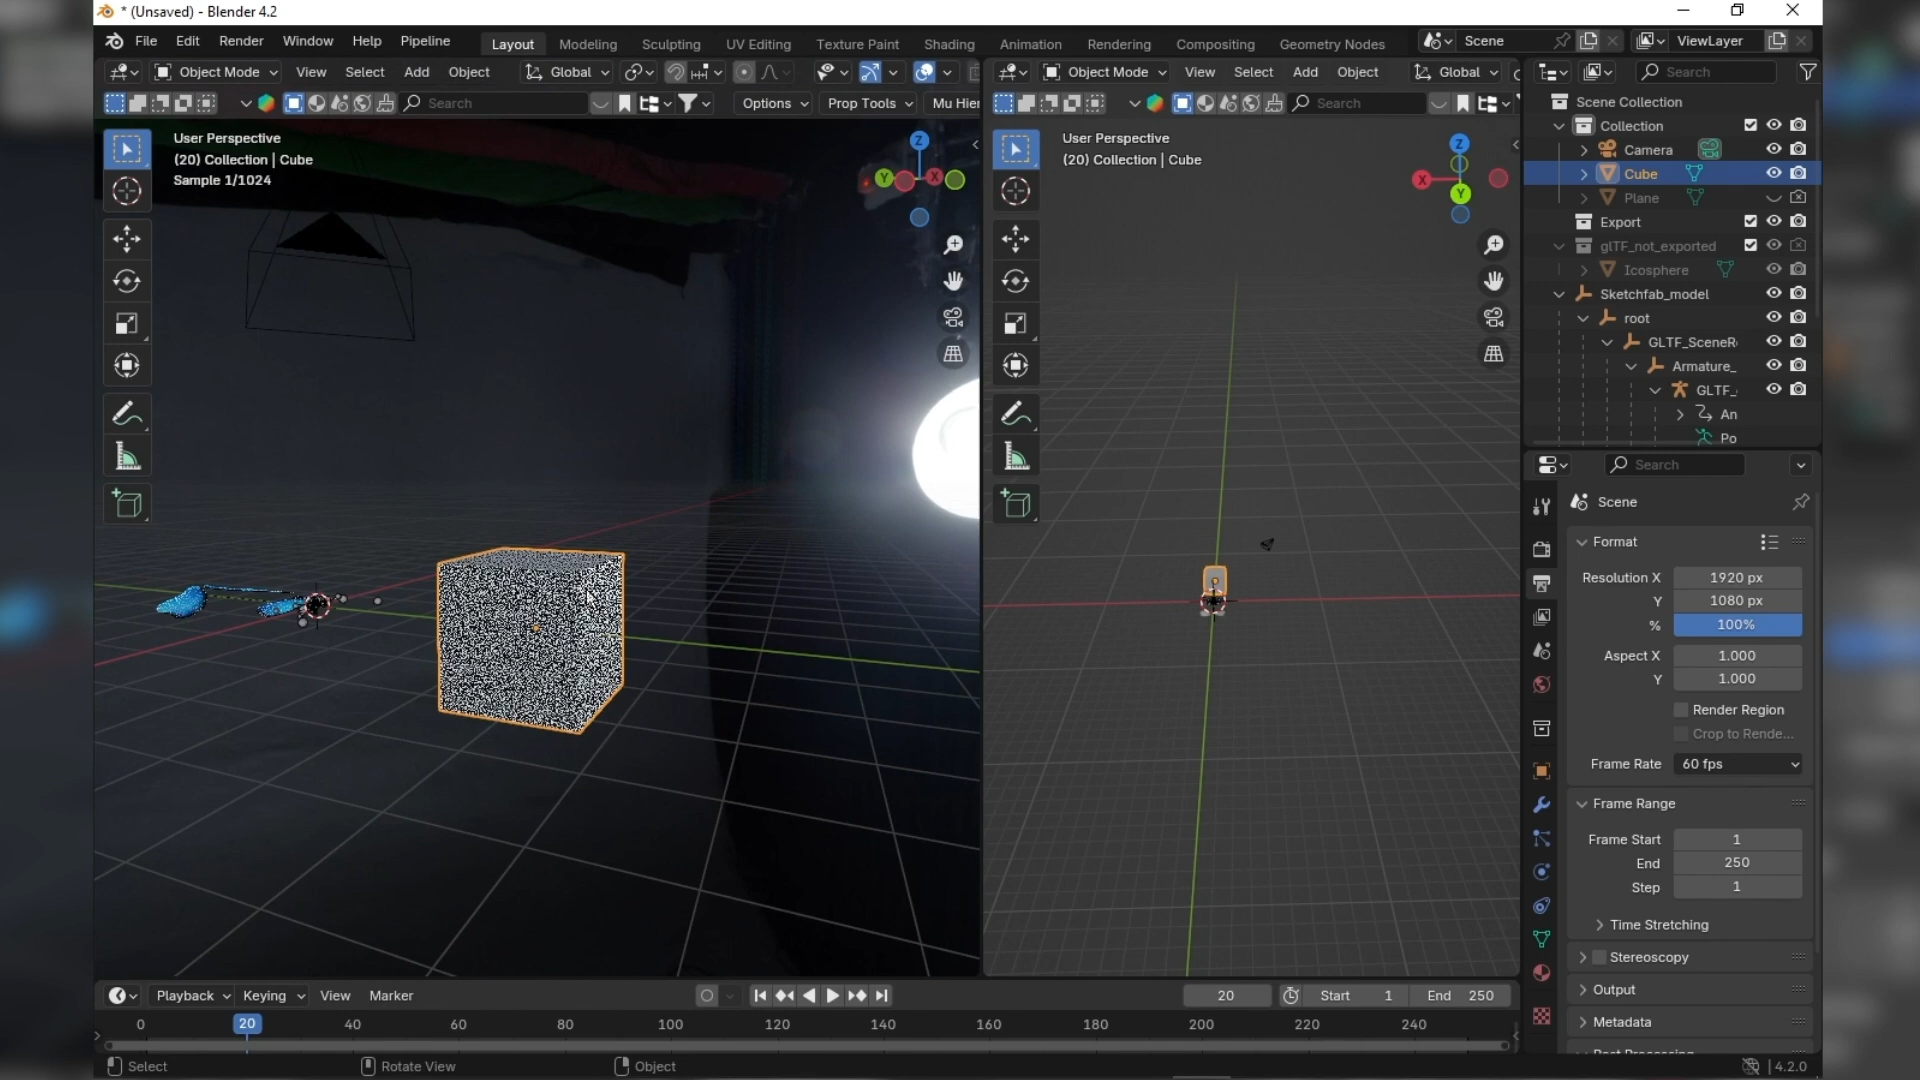 * (Unsaved) - Blender 4.2
File Edit Render Window Help Pipeline Layout Modeling Sculpting UV Editing Texture Paint Shading Animation Rendering Compositing Geometry Nodes Scene ViewLayer
Object Mode View Select Add Object Global
Search Options Prop Tools Mu Hier
User Perspective
(20) Collection | Cube
Sample 1/1024
Z
Y
X
Object Mode View Select Add Object Global
Search
User Perspective
(20) Collection | Cube
Z
X
Y
Search
Scene Collection
Collection
Camera
Cube
Plane
Export
glTF_not_exported
Icosphere
Sketchfab_model
root
GLTF_SceneR
Armature_
GLTF_
An
Po
Search
Scene
Format
Resolution X 1920 px
Y 1080 px
% 100%
Aspect X 1.000
Y 1.000
Render Region
Crop to Rende...
Frame Rate 60 fps
Frame Range
Frame Start 1
End 250
Step 1
Time Stretching
Stereoscopy
Output
Metadata
Playback Keying View Marker 20 Start 1 End 250
0 20 40 60 80 100 120 140 160 180 200 220 240
Select Rotate View Object 4.2.0